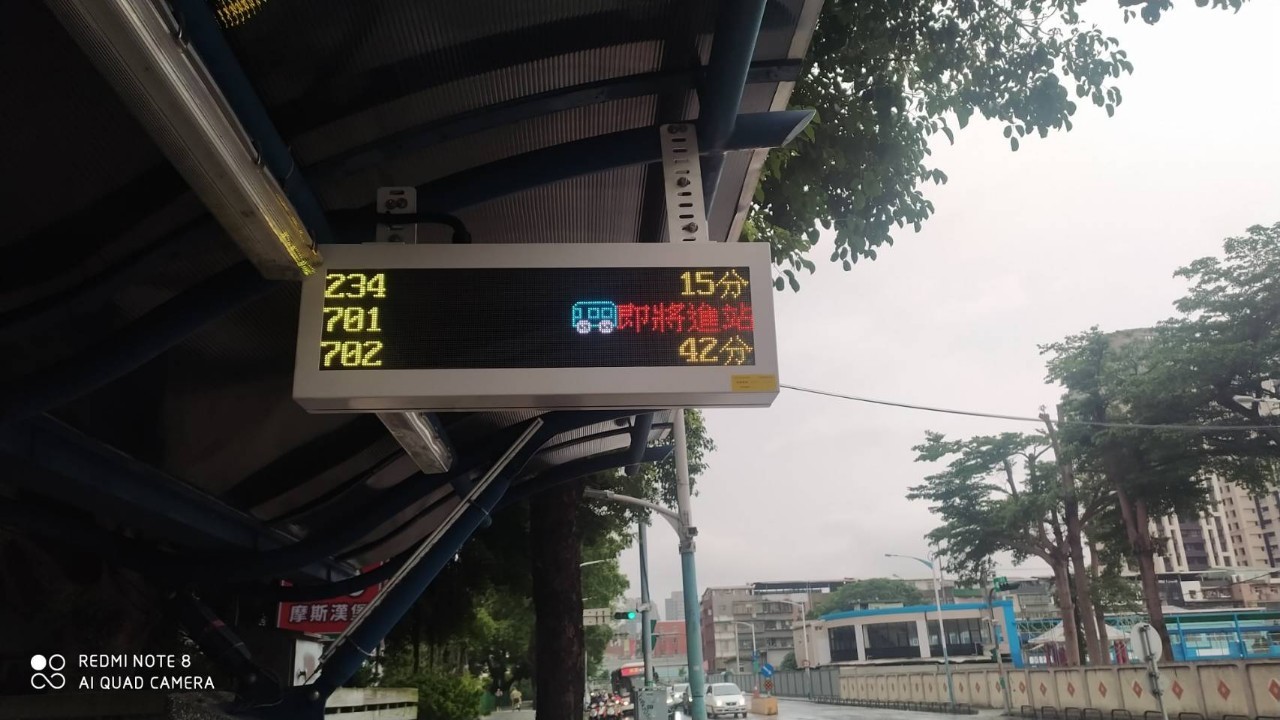 234 15分
701 即將進站
702 42分
摩斯漢堡
REDMI NOTE 8
AI QUAD CAMERA